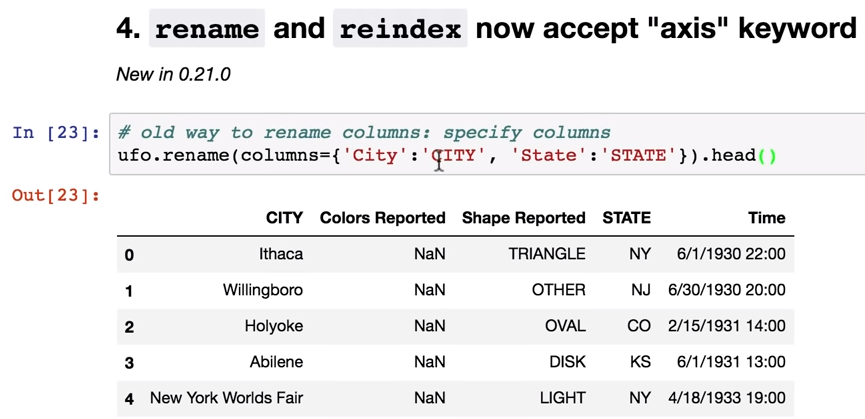 4. rename and reindex now accept "axis" keyword
New in 0.21.0
In [23]: # old way to rename columns: specify columns
ufo.rename(columns={'City':'CITY', 'State':'STATE'}).head()
Out[23]:
CITY Colors Reported Shape Reported STATE Time
0 Ithaca NaN TRIANGLE NY 6/1/1930 22:00
1 Willingboro NaN OTHER NJ 6/30/1930 20:00
2 Holyoke NaN OVAL CO 2/15/1931 14:00
3 Abilene NaN DISK KS 6/1/1931 13:00
4 New York Worlds Fair NaN LIGHT NY 4/18/1933 19:00